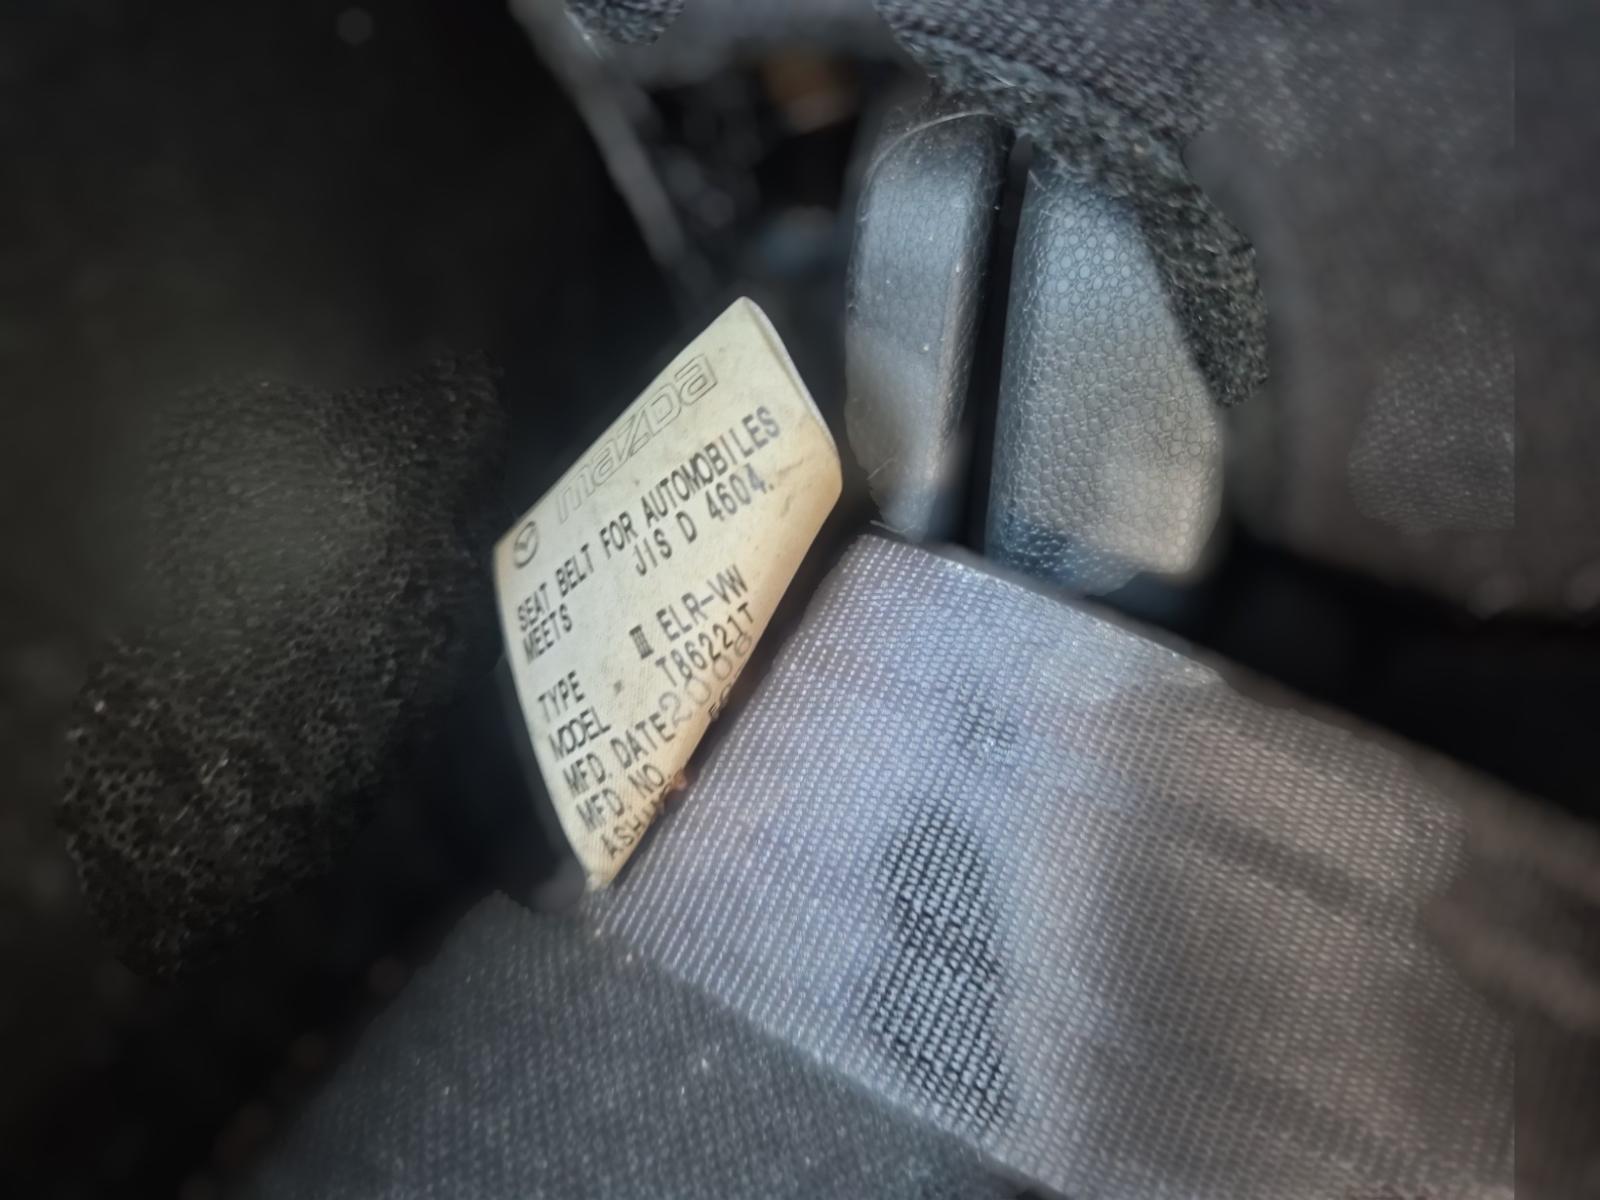 mazda
SEAT BELT FOR AUTOMOBILES
MEETS JIS D 4604.
TYPE III ELR-VW
MODEL T86221T
MFD. DATE 2008
MFD NO.